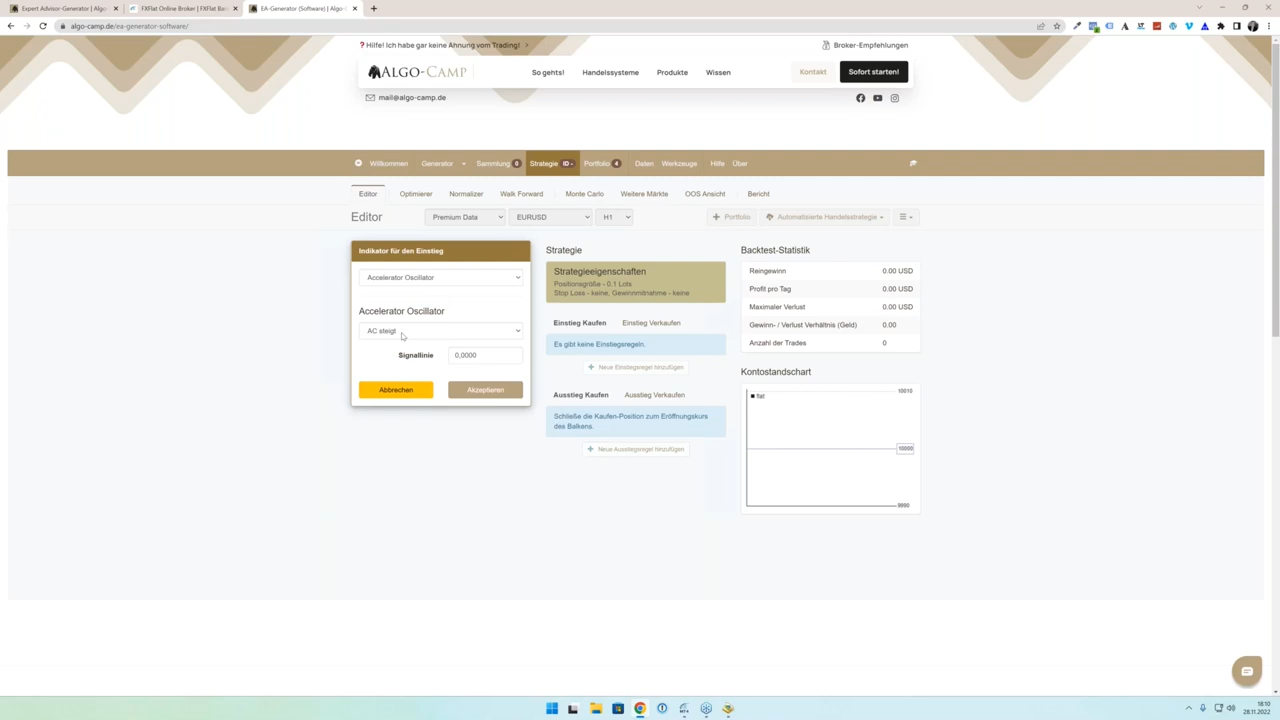 Expert Advisor-Generator | Algo-
FXFlat Online Broker | FXFlat Ba
EA-Generator (Software) | Algo-
algo-camp.de/ea-generator-software/
Hilfe! Ich habe gar keine Ahnung vom Trading!
Broker-Empfehlungen
ALGO-CAMP
So gehts!
Handelssysteme
Produkte
Wissen
Kontakt
Sofort starten!
mail@algo-camp.de
Willkommen
Generator
Sammlung 0
Strategie ID -
Portfolio 4
Daten
Werkzeuge
Hilfe
Über
Editor
Optimierer
Normalizer
Walk Forward
Monte Carlo
Weitere Märkte
OOS Ansicht
Bericht
Editor
Premium Data
EURUSD
H1
Portfolio
Automatisierte Handelsstrategie
Indikator für den Einstieg
Accelerator Oscillator
Accelerator Oscillator
AC steigt
Signallinie 0,0000
Abbrechen
Akzeptieren
Strategie
Strategieeigenschaften
Positionsgröße - 0.1 Lots
Stop Loss - keine, Gewinnmitnahme - keine
Einstieg Kaufen
Einstieg Verkaufen
Es gibt keine Einstiegsregeln.
Neue Einstiegsregel hinzufügen
Ausstieg Kaufen
Ausstieg Verkaufen
Schließe die Kaufen-Position zum Eröffnungskurs
des Balkens.
Neue Ausstiegsregel hinzufügen
Backtest-Statistik
Reingewinn 0.00 USD
Profit pro Tag 0.00 USD
Maximaler Verlust 0.00 USD
Gewinn- / Verlust Verhältnis (Geld) 0.00
Anzahl der Trades 0
Kontostandschart
flat
10010
10000
9990
18:10
28.11.2022